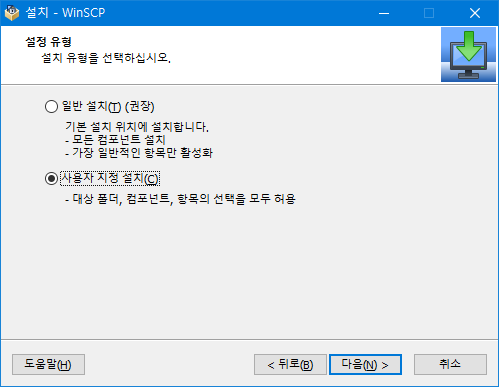 설치 - WinSCP
설정 유형
설치 유형을 선택하십시오.
일반 설치(T) (권장)
기본 설치 위치에 설치합니다.
- 모든 컴포넌트 설치
- 가장 일반적인 항목만 활성화
사용자 지정 설치(C)
- 대상 폴더, 컴포넌트, 항목의 선택을 모두 허용
도움말(H)
< 뒤로(B)
다음(N) >
취소